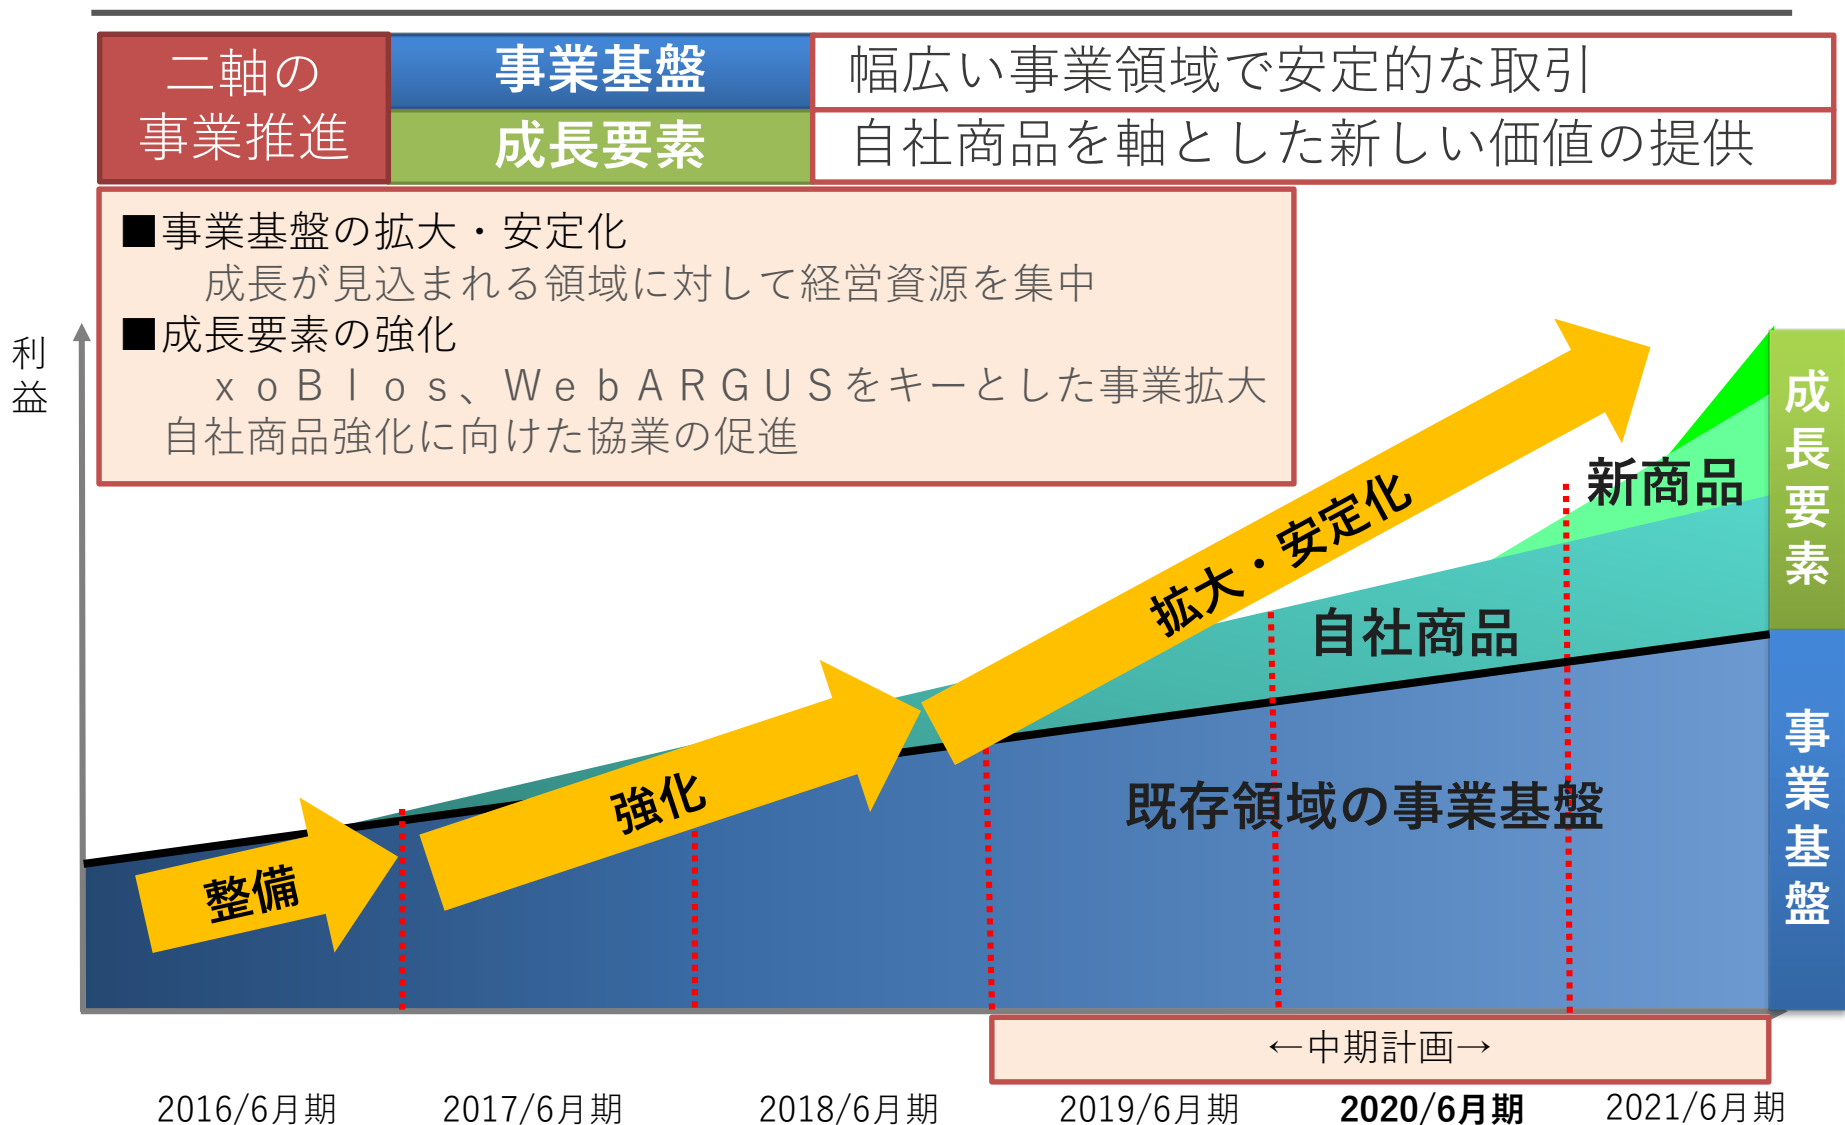 二軸の
事業推進
事業基盤
幅広い事業領域で安定的な取引
成長要素
自社商品を軸とした新しい価値の提供
■事業基盤の拡大・安定化
成長が見込まれる領域に対して経営資源を集中
■成長要素の強化
ｘｏＢｌｏｓ、ＷｅｂＡＲＧＵＳをキーとした事業拡大
自社商品強化に向けた協業の促進
利益
成長要素
新商品
拡大・安定化
自社商品
事業基盤
既存領域の事業基盤
強化
整備
←中期計画→
2016/6月期
2017/6月期
2018/6月期
2019/6月期
2020/6月期
2021/6月期